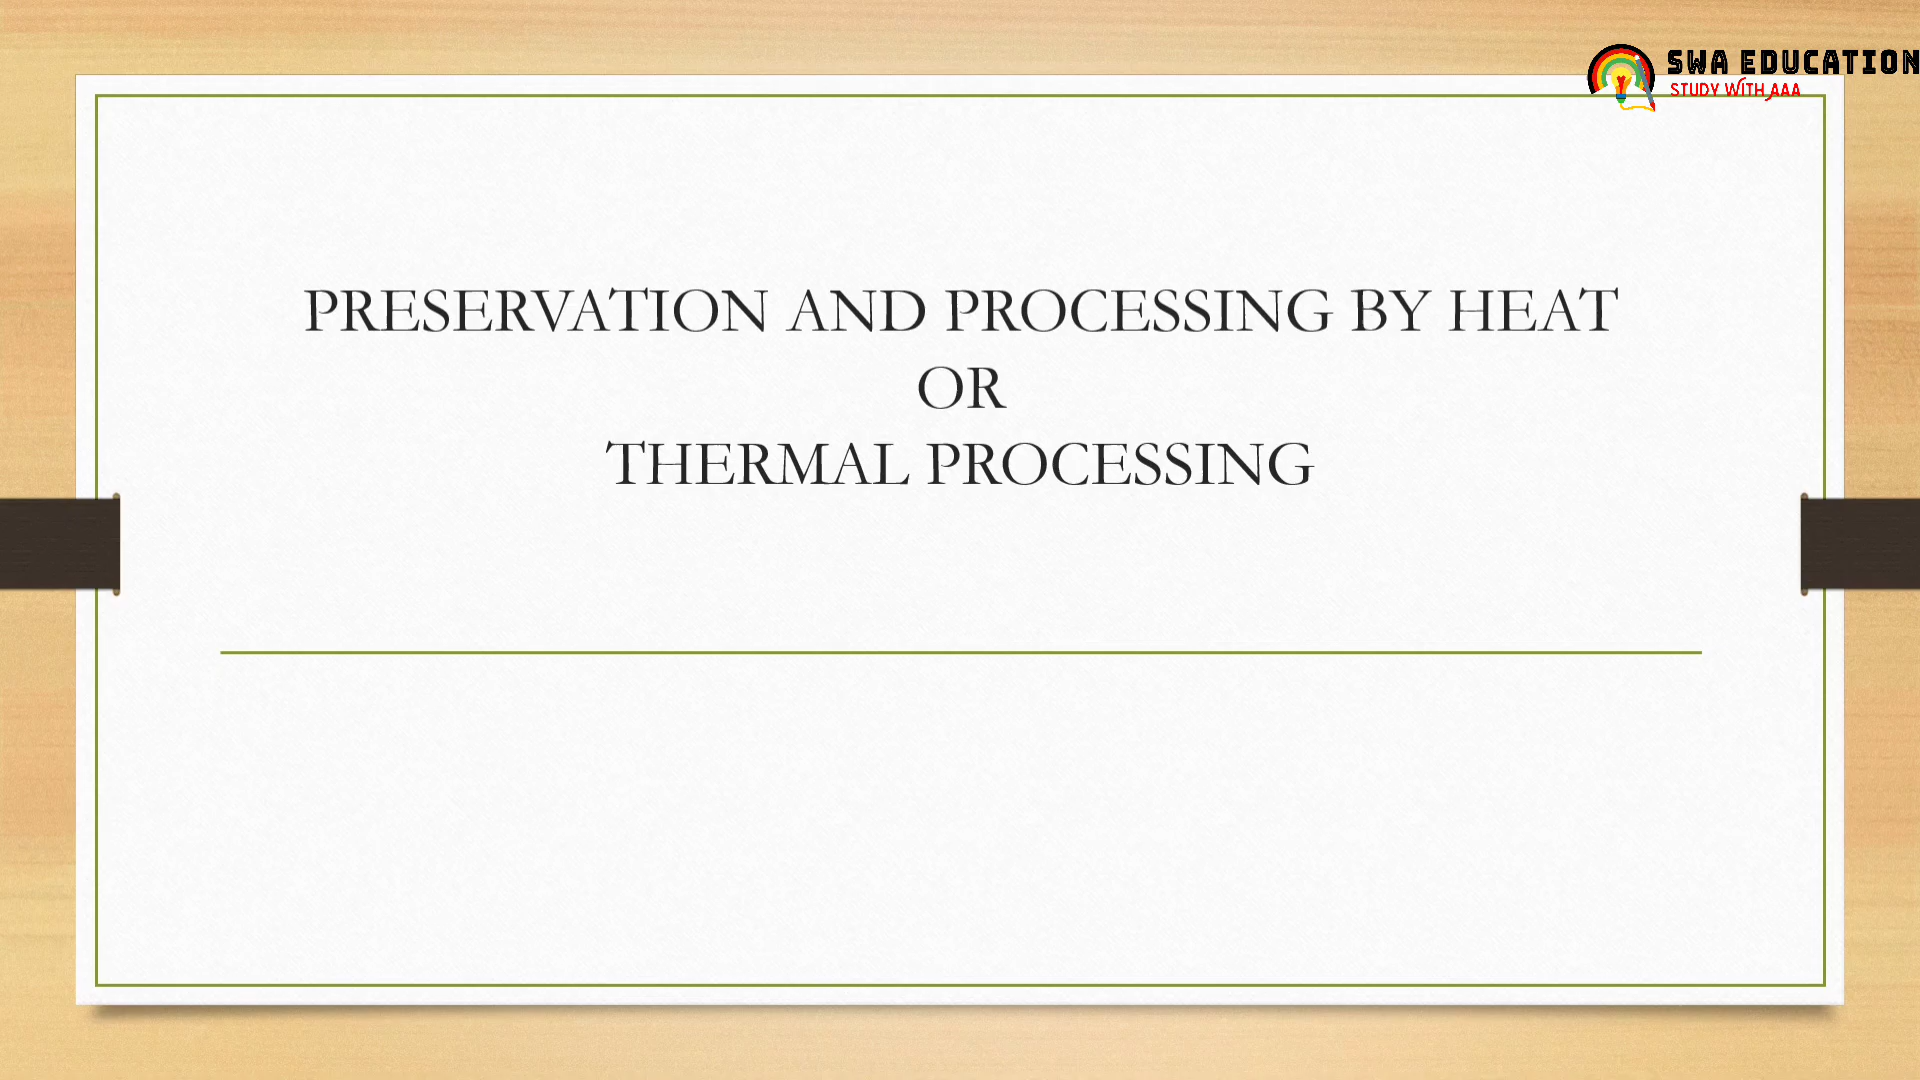 SWA EDUCATION
STUDY WITH AAA
PRESERVATION AND PROCESSING BY HEAT
OR
THERMAL PROCESSING